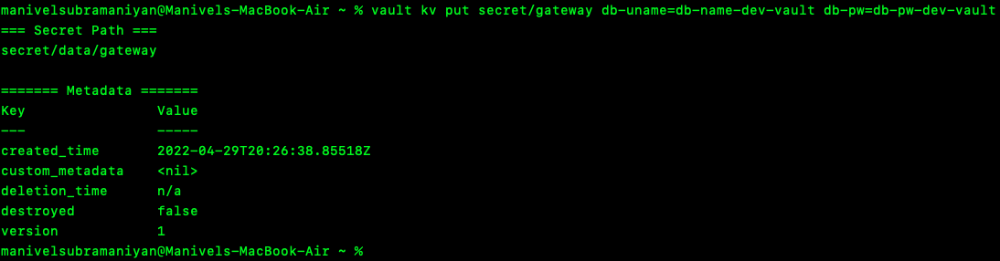 manivelsubramaniyan@Manivels-MacBook-Air ~ % vault kv put secret/gateway db-uname=db-name-dev-vault db-pw=db-pw-dev-vault
=== Secret Path ===
secret/data/gateway
======= Metadata =======
Key Value
--- -----
created_time 2022-04-29T20:26:38.85518Z
custom_metadata <nil>
deletion_time n/a
destroyed false
version 1
manivelsubramaniyan@Manivels-MacBook-Air ~ %